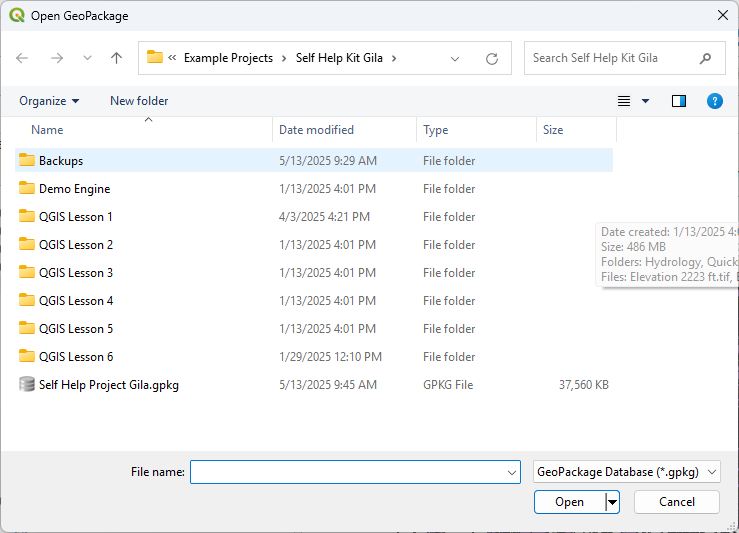 Open GeoPackage
« Example Projects > Self Help Kit Gila >
Search Self Help Kit Gila
Organize
New folder
Name Date modified Type Size
Backups 5/13/2025 9:29 AM File folder
Demo Engine 1/13/2025 4:01 PM File folder
QGIS Lesson 1 4/3/2025 4:21 PM File folder
QGIS Lesson 2 1/13/2025 4:01 PM File folder
QGIS Lesson 3 1/13/2025 4:01 PM File folder
QGIS Lesson 4 1/13/2025 4:01 PM File folder
QGIS Lesson 5 1/13/2025 4:01 PM File folder
QGIS Lesson 6 1/29/2025 12:10 PM File folder
Self Help Project Gila.gpkg 5/13/2025 9:45 AM GPKG File 37,560 KB
Date created: 1/13/2025
Size: 486 MB
Folders: Hydrology, Quick
Files: Elevation 2223 ft.tif,
File name:
GeoPackage Database (*.gpkg)
Open
Cancel